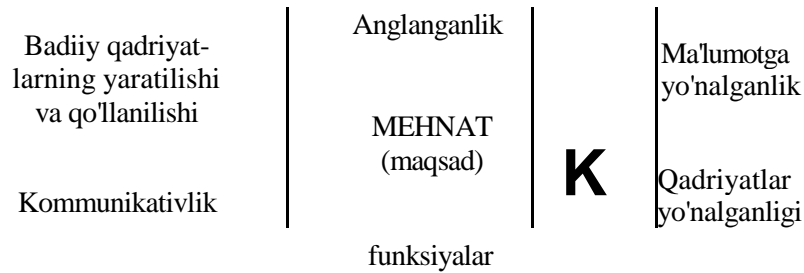 Badiiy qadriyat-
larning yaratilishi
va qo'llanilishi
Kommunikativlik
Anglanganlik
MEHNAT
(maqsad)
funksiyalar
K
Ma'lumotga
yo'nalganlik
Qadriyatlar
yo'nalganligi